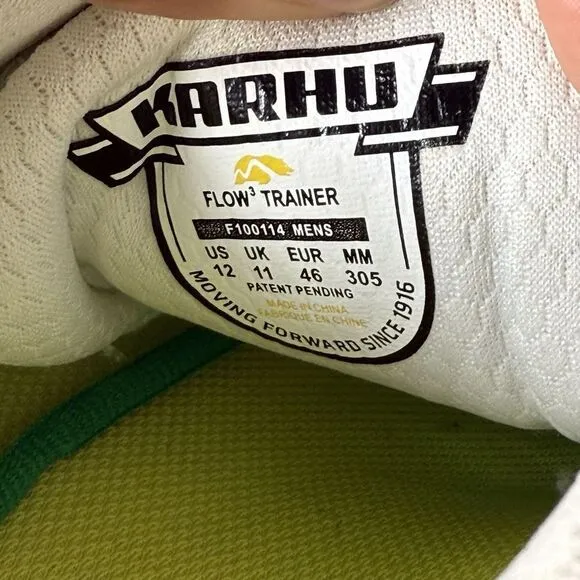 KARHU
FLOW³ TRAINER
F100114 MENS
US UK EUR MM
12 11 46 305
PATENT PENDING
MADE IN CHINA
FABRIQUE EN CHINE
MOVING FORWARD SINCE 1916